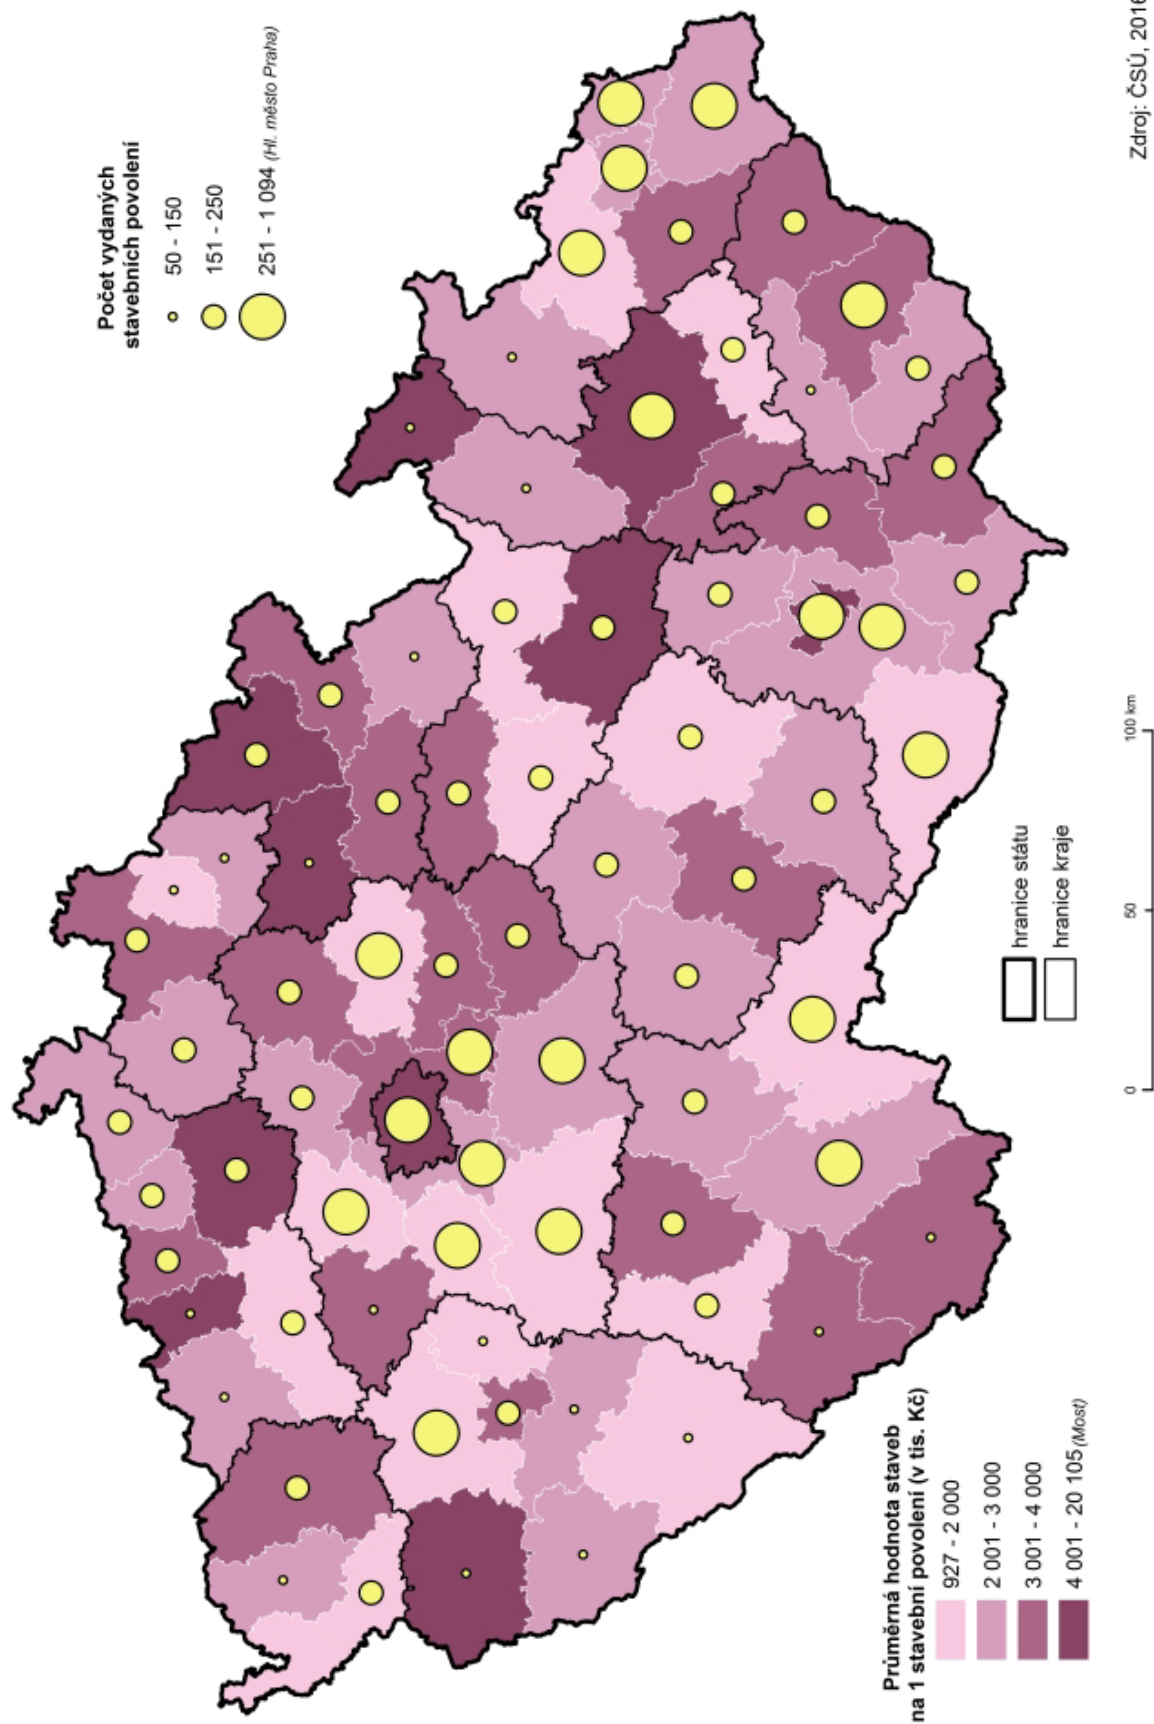 Počet vydaných
stavebních povolení
50 - 150
151 - 250
251 - 1 094 (Hl. město Praha)
Průměrná hodnota staveb
na 1 stavební povolení (v tis. Kč)
927 - 2 000
2 001 - 3 000
3 001 - 4 000
4 001 - 20 105 (Most)
hranice státu
hranice kraje
0 50 100 km
Zdroj: ČSÚ, 2016